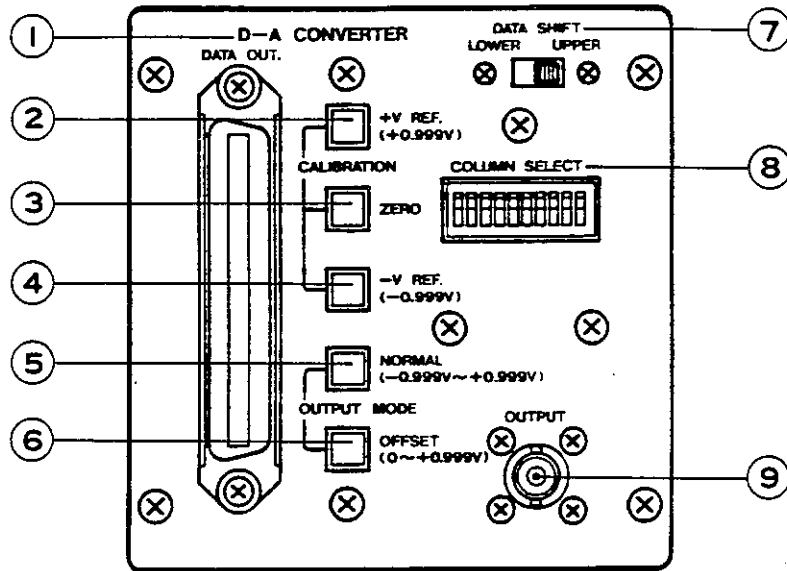 1
D-A CONVERTER
DATA OUT.
2
+V REF.
(+0.999V)
CALIBRATION
3
ZERO
4
-V REF.
(-0.999V)
5
NORMAL
(-0.999V~+0.999V)
OUTPUT MODE
6
OFFSET
(0~+0.999V)
DATA SHIFT
7
LOWER
UPPER
COLUMN SELECT
8
OUTPUT
9